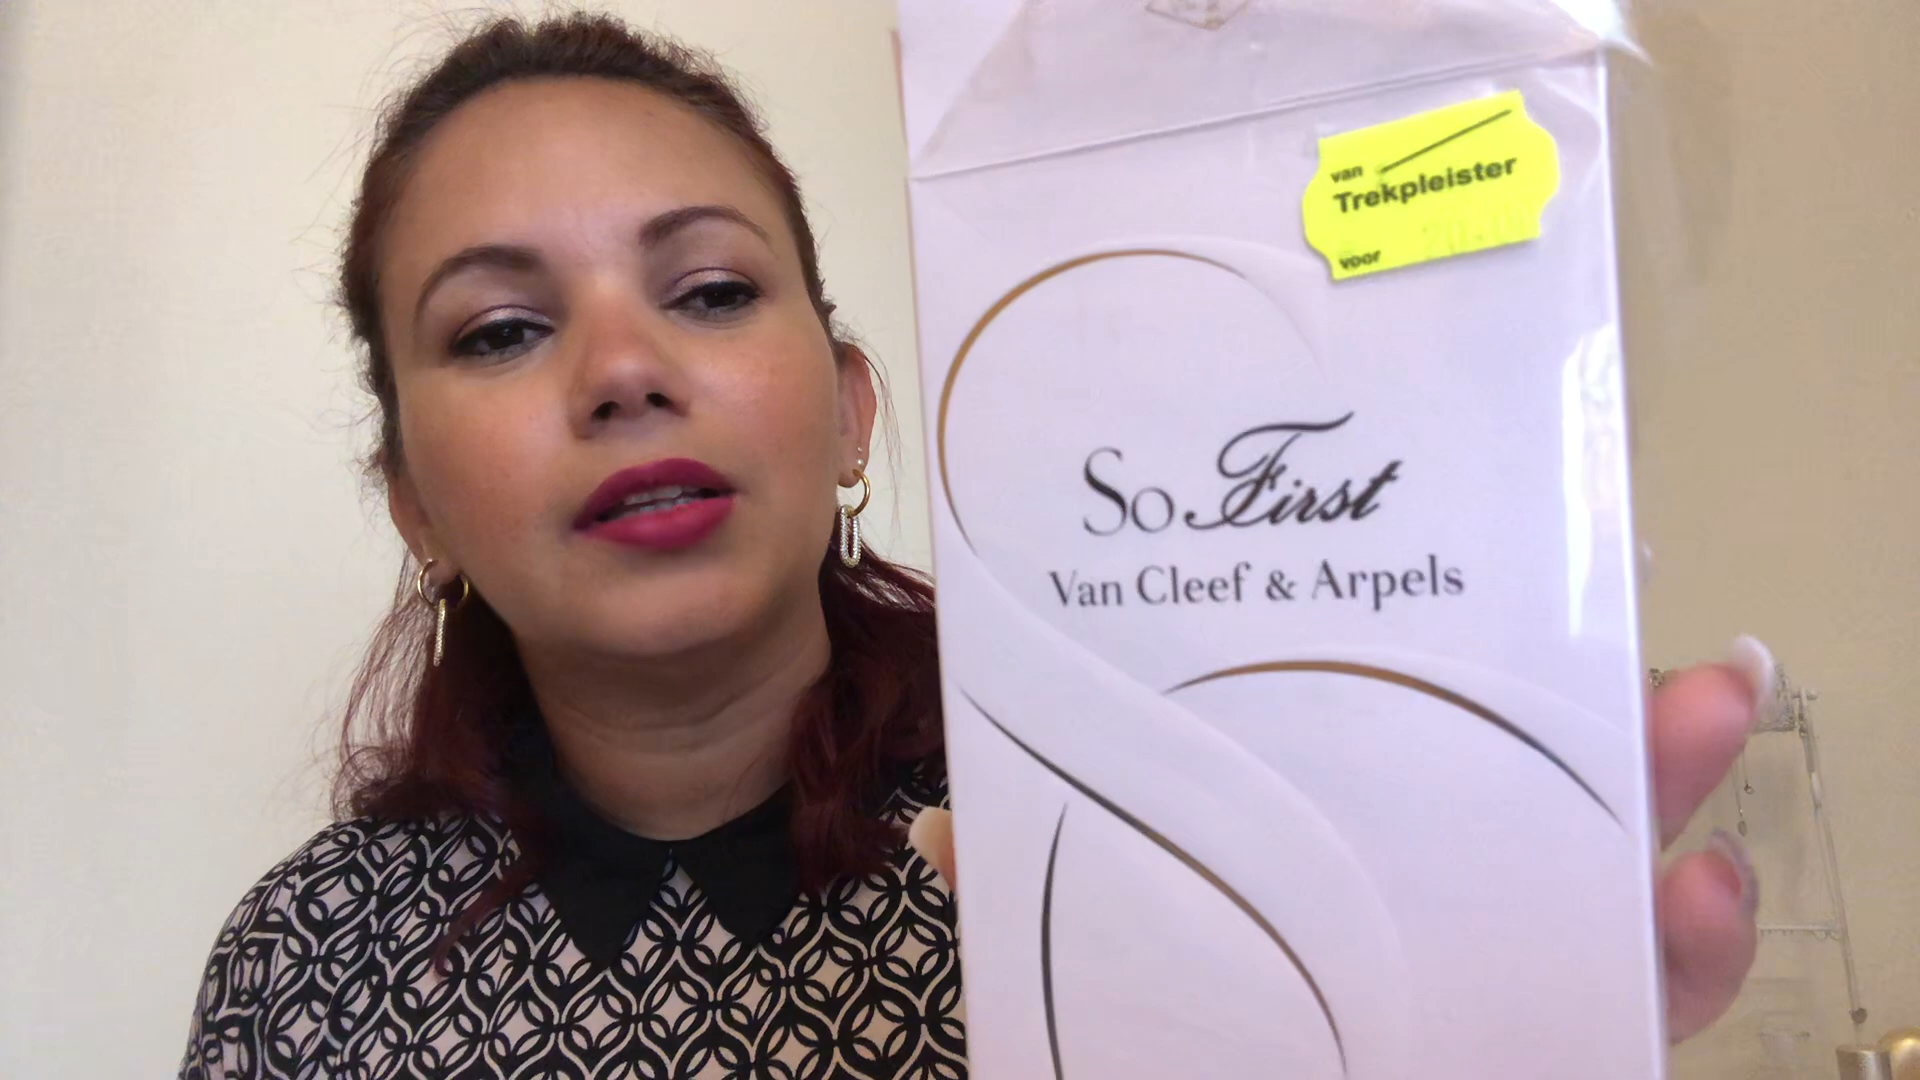 van
Trekpleister
voor
So First
Van Cleef & Arpels